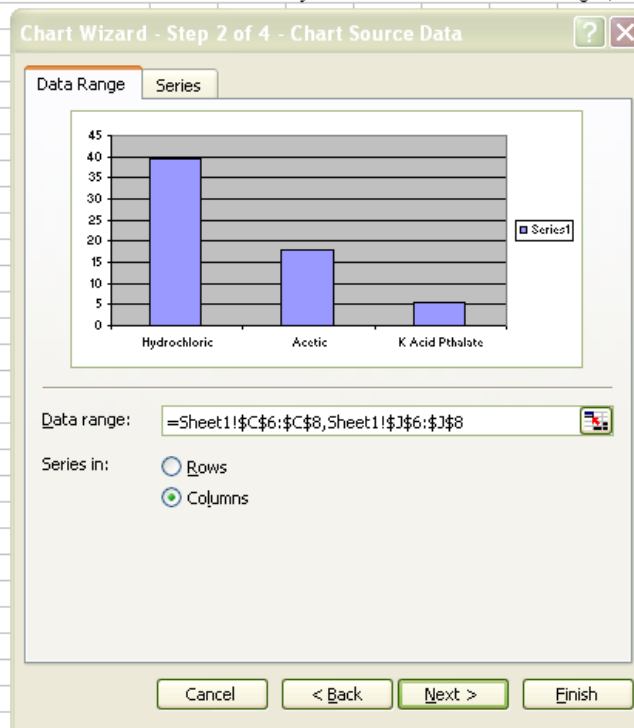 Chart Wizard - Step 2 of 4 - Chart Source Data
Data Range Series
45
40
35
30
25
20
15
10
5
0
Hydrochloric Acetic K Acid Pthalate
Series1
Data range: =Sheet1!$C$6:$C$8,Sheet1!$J$6:$J$8
Series in: Rows
Columns
Cancel < Back Next > Finish